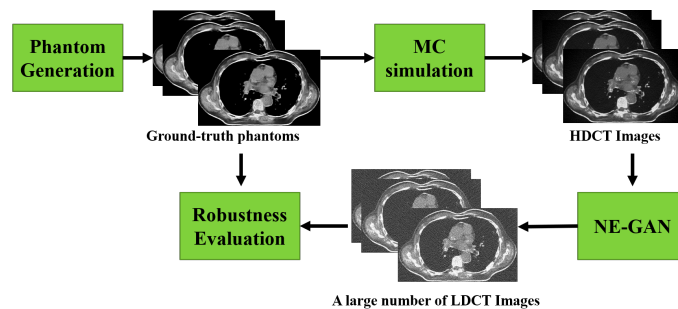 Phantom
Generation
MC
simulation
Ground-truth phantoms
HDCT Images
Robustness
Evaluation
NE-GAN
A large number of LDCT Images